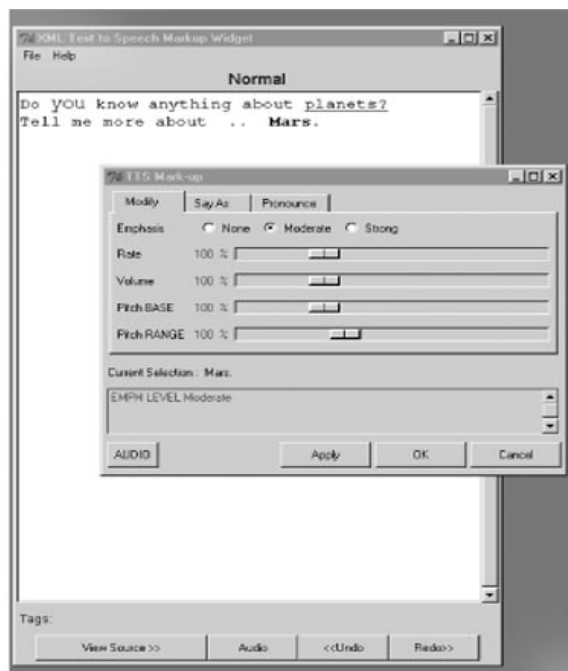 XML Text to Speech Markup Widget
File Help
Normal
Do YOU know anything about planets?
Tell me more about .. Mars.
TTS Mark-up
Modify Say As Pronounce
Emphasis None Moderate Strong
Rate 100 %
Volume 100 %
Pitch BASE 100 %
Pitch RANGE 100 %
Current Selection : Mars.
EMPH LEVEL Moderate
AUDIO Apply OK Cancel
Tags:
View Source >> Audio <<Undo Redo>>